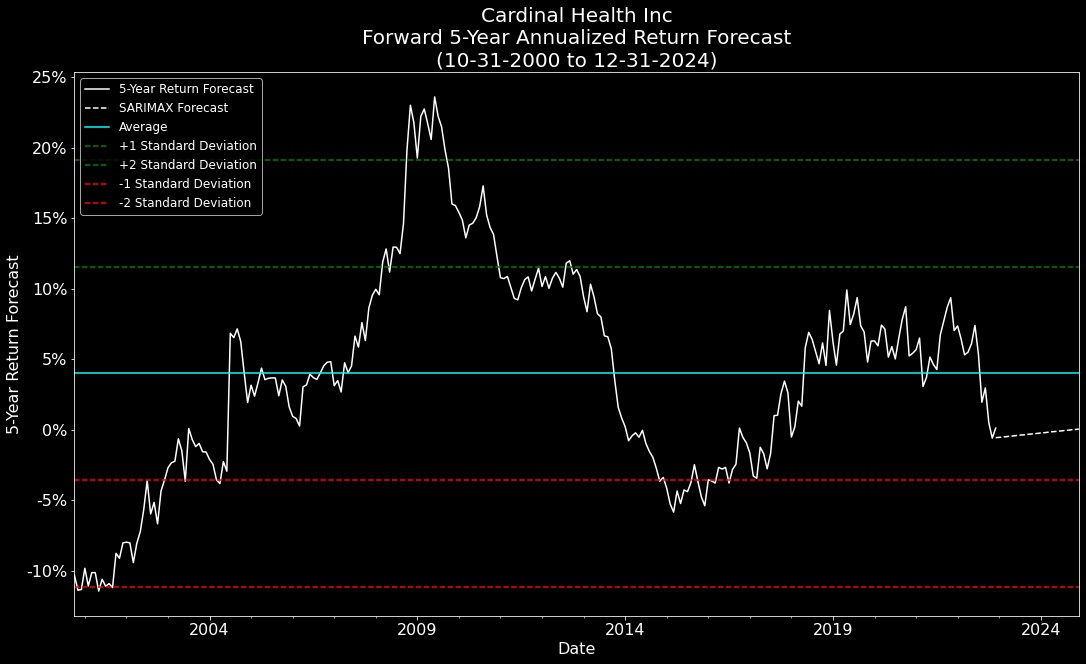 Cardinal Health Inc
Forward 5-Year Annualized Return Forecast
(10-31-2000 to 12-31-2024)
5-Year Return Forecast
SARIMAX Forecast
Average
+1 Standard Deviation
+2 Standard Deviation
-1 Standard Deviation
-2 Standard Deviation
25%
20%
15%
10%
5%
0%
-5%
-10%
5-Year Return Forecast
2004 2009 2014 2019 2024
Date